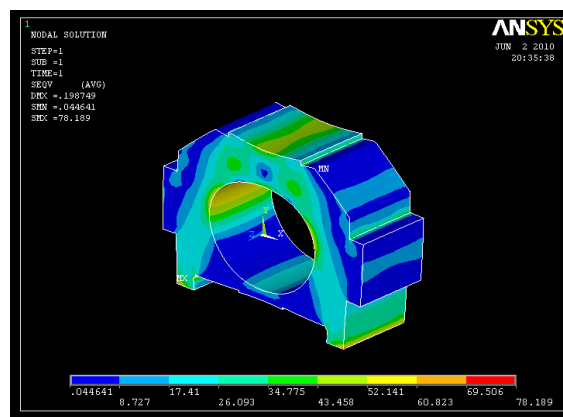 1
NODAL SOLUTION
STEP=1
SUB =1
TIME=1
SEQV (AVG)
DMX =.198749
SMN =.044641
SMX =78.189
ANSYS
JUN 2 2010
20:35:38
MN
Y
Z X
MX
.044641 17.41 34.775 52.141 69.506
8.727 26.093 43.458 60.823 78.189